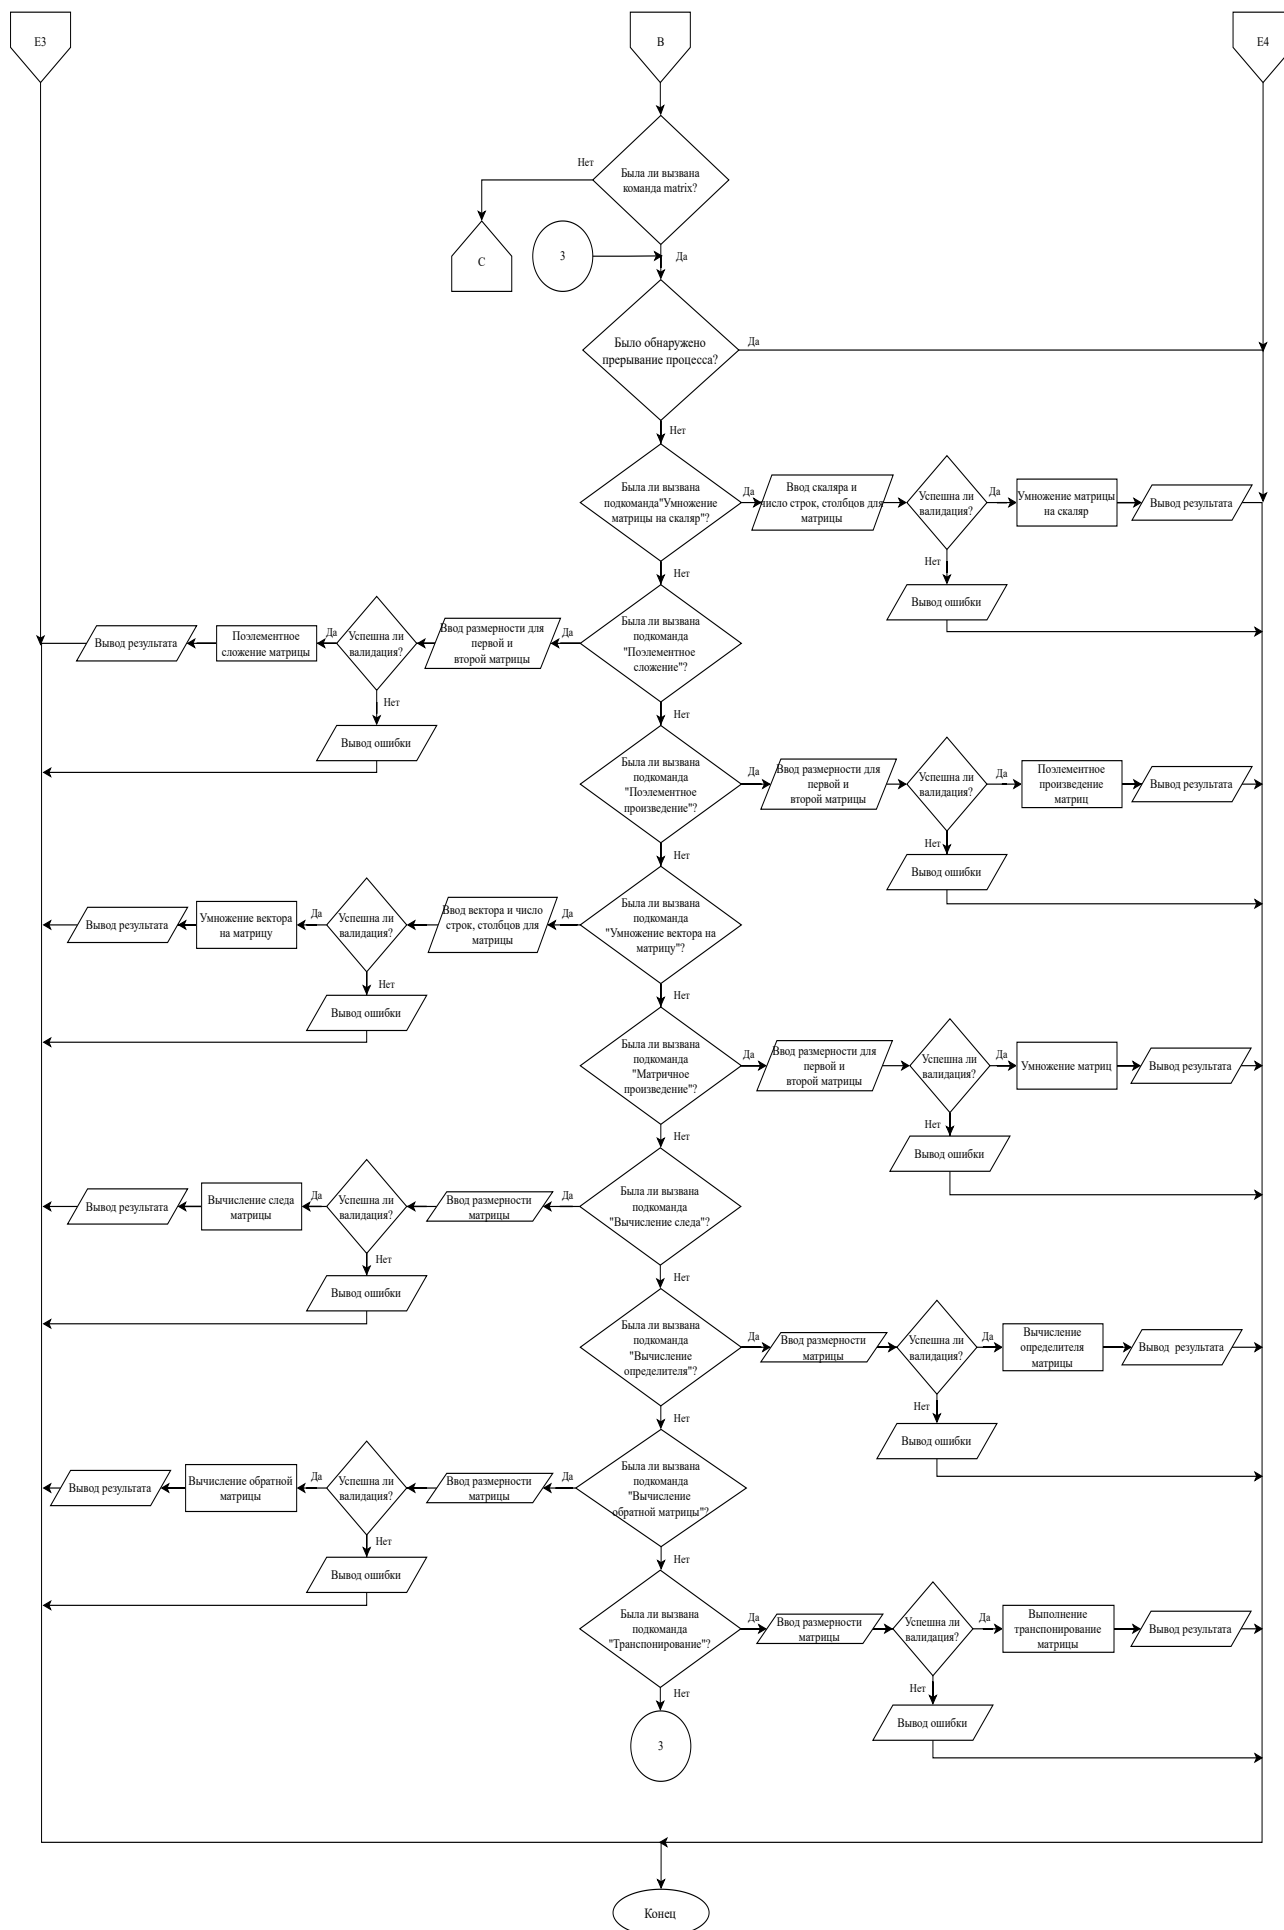 E3
B
E4
Нет
Была ли вызвана
команда matrix?
C
3
Да
Было обнаружено
прерывание процесса?
Да
Нет
Была ли вызвана
подкоманда"Умножение
матрицы на скаляр"?
Да
Ввод скаляра и
число строк, столбцов для
матрицы
Успешна ли
валидация?
Да
Умножение матрицы
на скаляр
Вывод результата
Нет
Вывод ошибки
Нет
Была ли вызвана
подкоманда
"Поэлементное
сложение"?
Да
Ввод размерности для
первой и
второй матрицы
Успешна ли
валидация?
Да
Поэлементное
сложение матрицы
Вывод результата
Нет
Вывод ошибки
Нет
Была ли вызвана
подкоманда
"Поэлементное
произведение"?
Да
Ввод размерности для
первой и
второй матрицы
Успешна ли
валидация?
Да
Поэлементное
произведение
матриц
Вывод результата
Нет
Вывод ошибки
Нет
Была ли вызвана
подкоманда
"Умножение вектора на
матрицу"?
Да
Ввод вектора и число
строк, столбцов для
матрицы
Успешна ли
валидация?
Да
Умножение вектора
на матрицу
Вывод результата
Нет
Вывод ошибки
Нет
Была ли вызвана
подкоманда
"Матричное
произведение"?
Да
Ввод размерности для
первой и
второй матрицы
Успешна ли
валидация?
Да
Умножение матриц
Вывод результата
Нет
Вывод ошибки
Нет
Была ли вызвана
подкоманда
"Вычисление следа"?
Да
Ввод размерности
матрицы
Успешна ли
валидация?
Да
Вычисление следа
матрицы
Вывод результата
Нет
Вывод ошибки
Нет
Была ли вызвана
подкоманда
"Вычисление
определителя"?
Да
Ввод размерности
матрицы
Успешна ли
валидация?
Да
Вычисление
определителя
матрицы
Вывод результата
Нет
Вывод ошибки
Нет
Была ли вызвана
подкоманда
"Вычисление
обратной матрицы"?
Да
Ввод размерности
матрицы
Успешна ли
валидация?
Да
Вычисление обратной
матрицы
Вывод результата
Нет
Вывод ошибки
Нет
Была ли вызвана
подкоманда
"Транспонирование"?
Да
Ввод размерности
матрицы
Успешна ли
валидация?
Да
Выполнение
транспонирование
матрицы
Вывод результата
Нет
Вывод ошибки
Нет
3
Конец